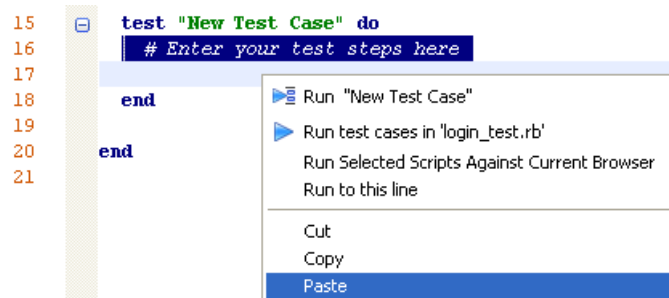 15 test "New Test Case" do
16 # Enter your test steps here
17
18 end
19
20 end
21
Run "New Test Case"
Run test cases in 'login_test.rb'
Run Selected Scripts Against Current Browser
Run to this line
Cut
Copy
Paste